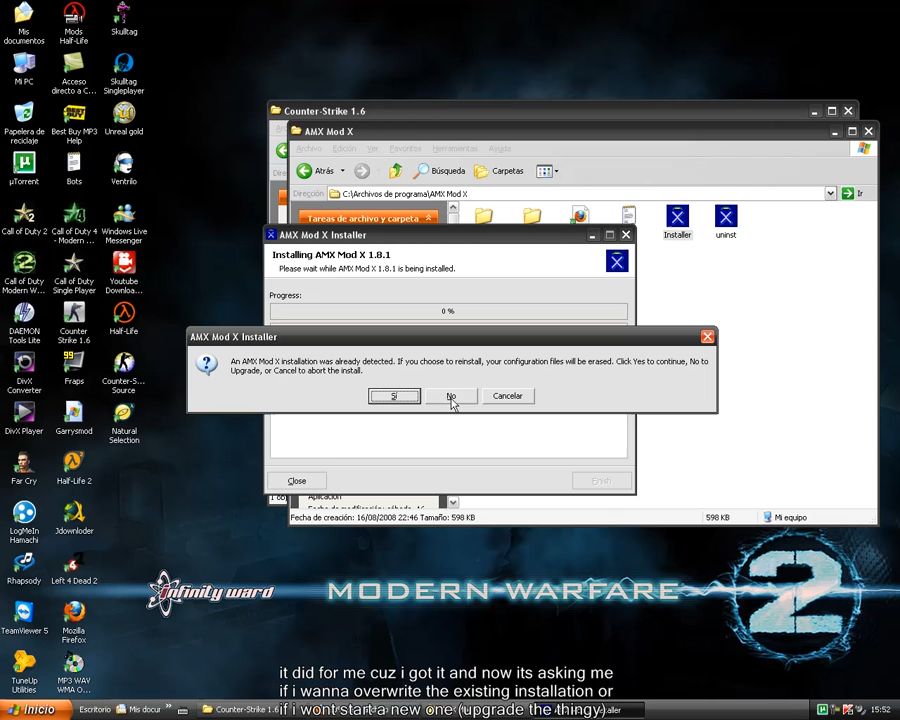 Mis documentos
Mods Half-Life
Skulltag
Mi PC
Acceso directo a C...
Skulltag Singleplayer
Papelera de reciclaje
Best Buy MP3 Help
Unreal gold
µTorrent
Bots
Ventrilo
Call of Duty 2
Call of Duty 4 - Modern ...
Windows Live Messenger
Call of Duty Modern W...
Call of Duty Single Player
Youtube Downloa...
DAEMON Tools Lite
Counter Strike 1.6
Half-Life
DivX Converter
99
Fraps
Counter-S... Source
DivX Player
Garrysmod
Natural Selection
Far Cry
Half-Life 2
LogMeIn Hamachi
Jdownloder
Rhapsody
Left 4 Dead 2
TeamViewer 5
Mozilla Firefox
TuneUp Utilities
MP3 WAV WMA O...
Counter-Strike 1.6
AMX Mod X
Archivo Edición Ver Favoritos Herramientas Ayuda
Atrás Búsqueda Carpetas
Dirección C:\Archivos de programa\AMX Mod X Ir
Tareas de archivo y carpeta
Installer
uninst
AMX Mod X Installer
Installing AMX Mod X 1.8.1
Please wait while AMX Mod X 1.8.1 is being installed.
Progress:
0 %
AMX Mod X Installer
An AMX Mod X installation was already detected. If you choose to reinstall, your configuration files will be erased. Click Yes to continue, No to
Upgrade, or Cancel to abort the install.
Sí No Cancelar
Close Finish
Aplicación
Fecha de creación: 16/08/2008 22:46 Tamaño: 598 KB 598 KB Mi equipo
infinity ward
MODERN WARFARE 2
it did for me cuz i got it and now its asking me
if i wanna overwrite the existing installation or
if i wont start a new one (upgrade the thingy)
Inicio Escritorio Mis docur » Counter-Strike 1.6 15:52